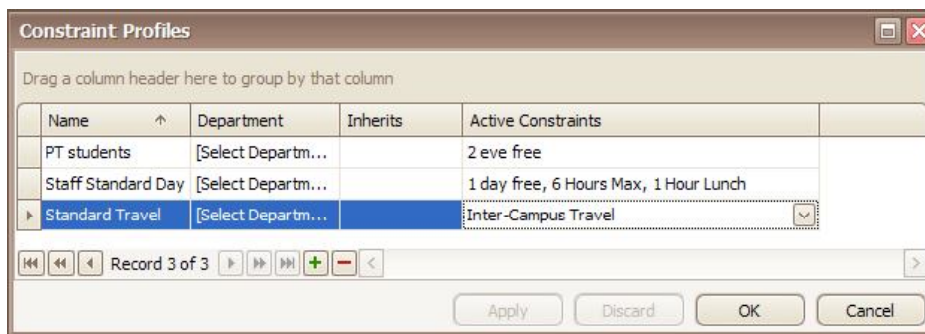 Constraint Profiles
Drag a column header here to group by that column
Name Department Inherits Active Constraints
PT students [Select Departm... 2 eve free
Staff Standard Day [Select Departm... 1 day free, 6 Hours Max, 1 Hour Lunch
Standard Travel [Select Departm... Inter-Campus Travel
Record 3 of 3
Apply Discard OK Cancel